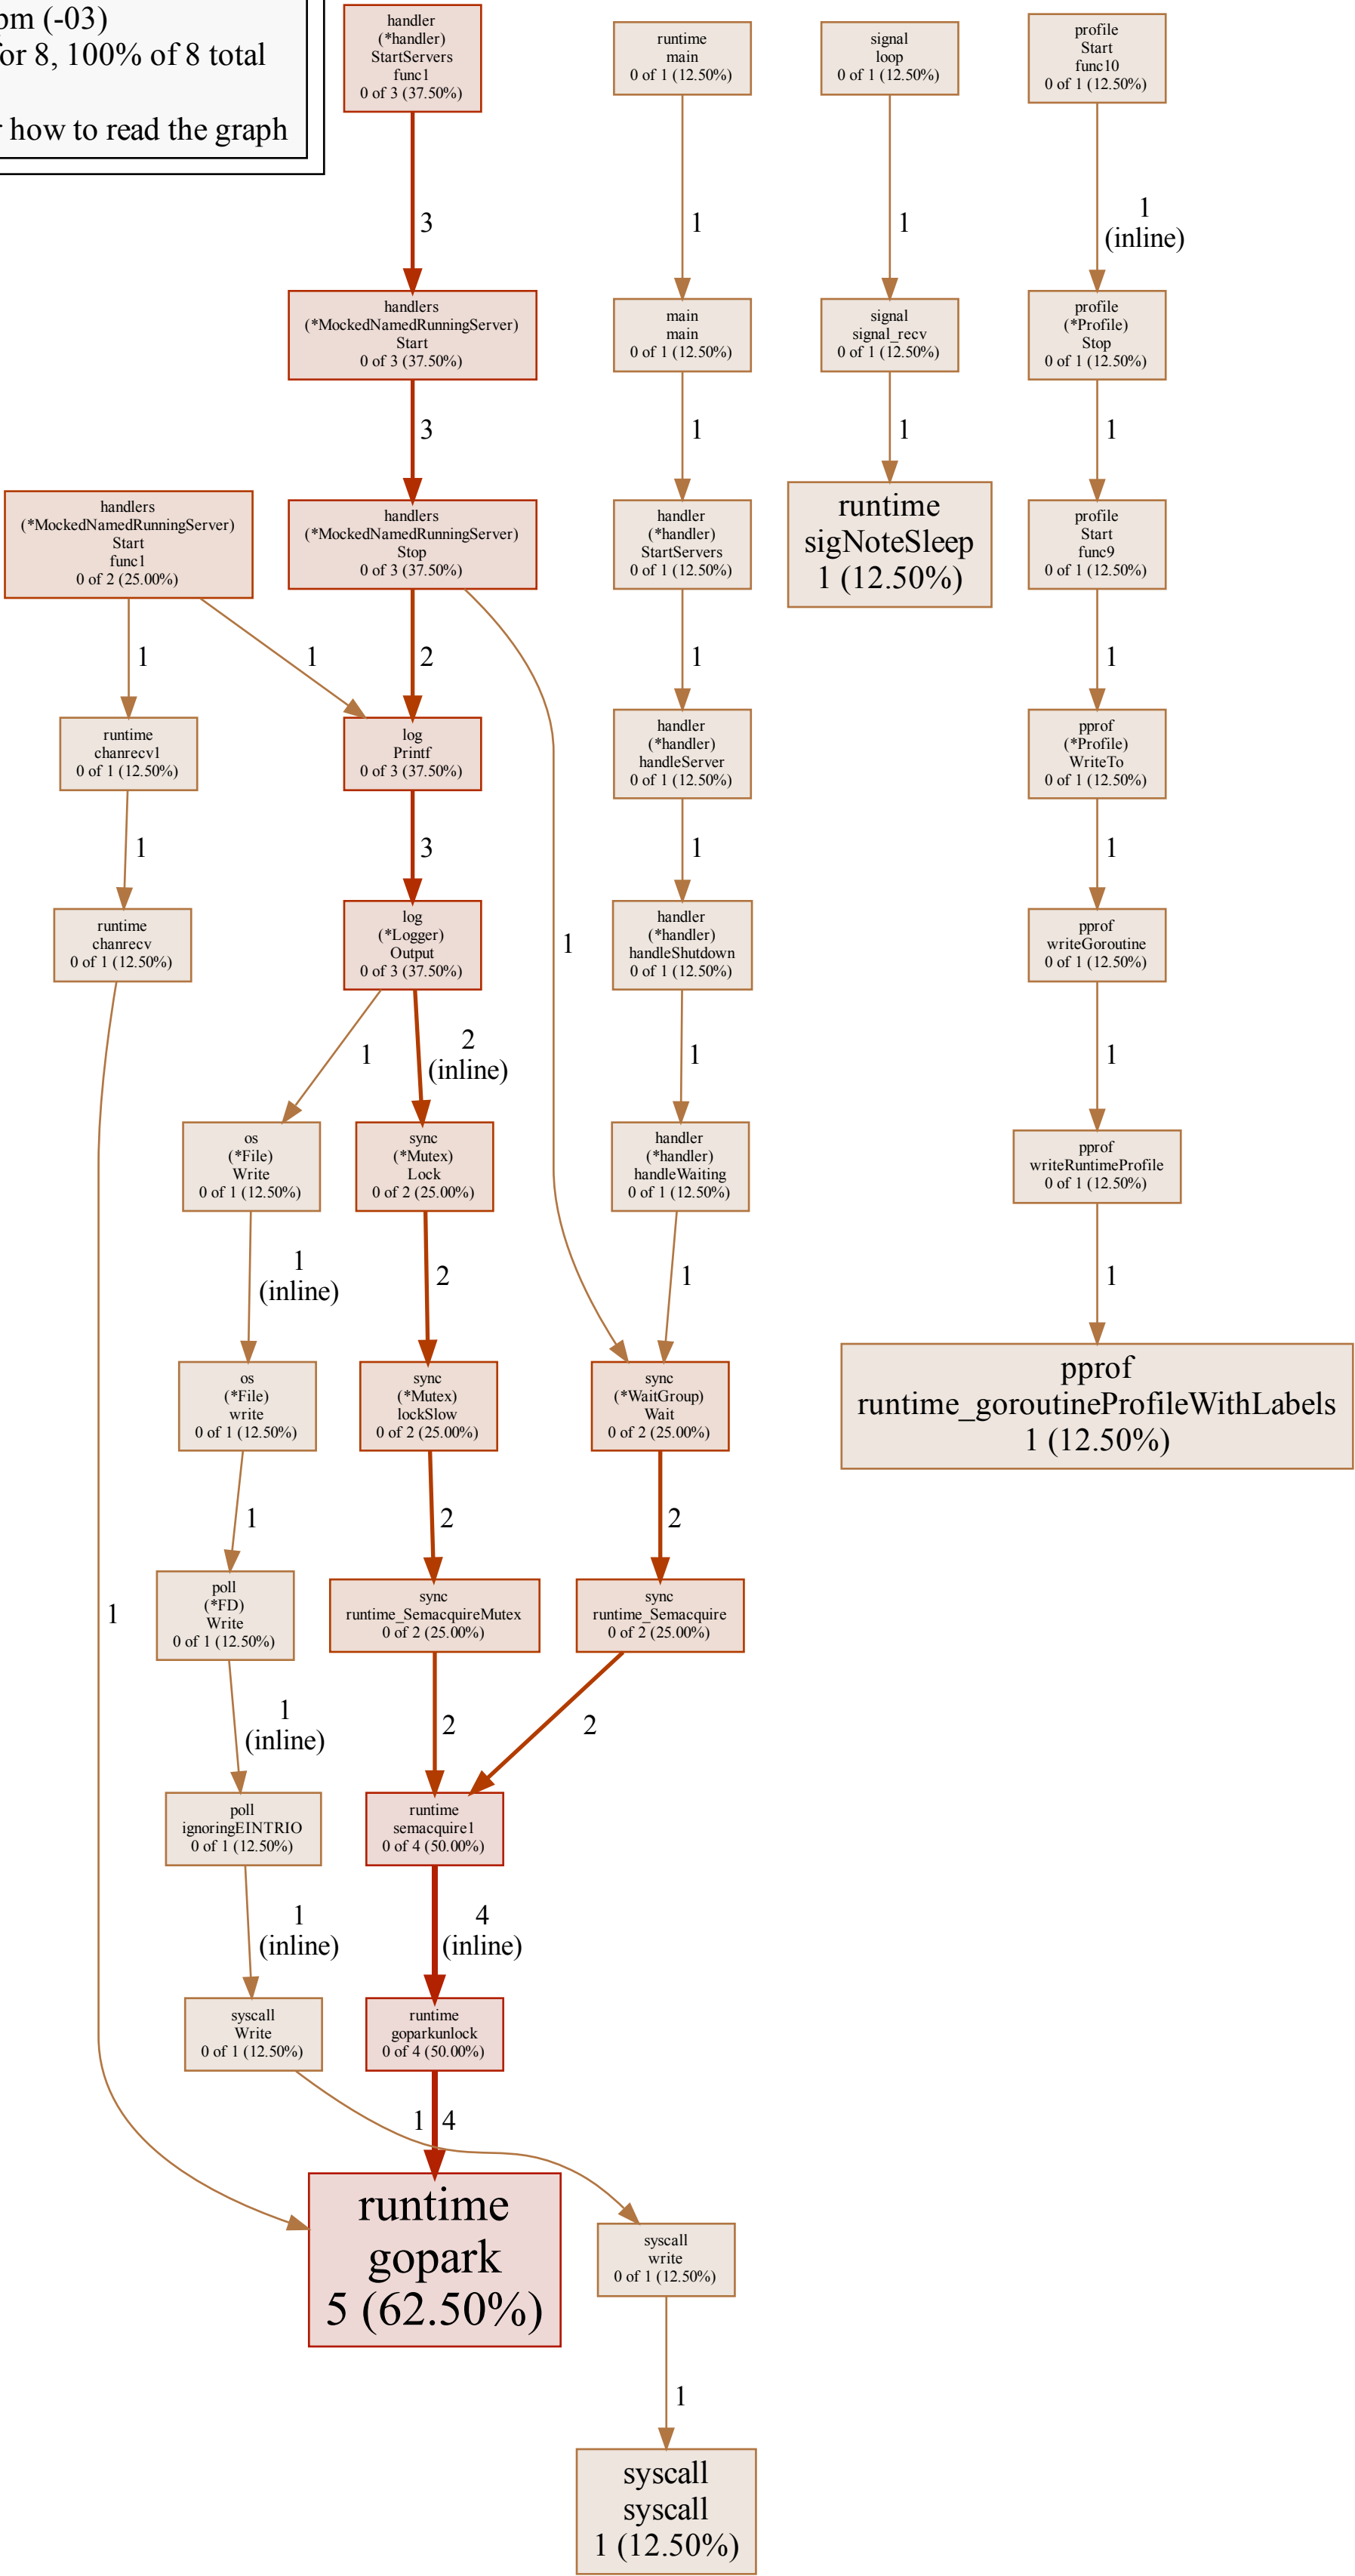 pm (-03)
or 8, 100% of 8 total
how to read the graph
handler
(*handler)
StartServers
func1
0 of 3 (37.50%)
runtime
main
0 of 1 (12.50%)
signal
loop
0 of 1 (12.50%)
profile
Start
func10
0 of 1 (12.50%)
3
1
1
1
(inline)
handlers
(*MockedNamedRunningServer)
Start
0 of 3 (37.50%)
main
main
0 of 1 (12.50%)
signal
signal_recv
0 of 1 (12.50%)
profile
(*Profile)
Stop
0 of 1 (12.50%)
3
1
1
1
handlers
(*MockedNamedRunningServer)
Start
func1
0 of 2 (25.00%)
handlers
(*MockedNamedRunningServer)
Stop
0 of 3 (37.50%)
handler
(*handler)
StartServers
0 of 1 (12.50%)
runtime
sigNoteSleep
1 (12.50%)
profile
Start
func9
0 of 1 (12.50%)
1
1
2
1
1
runtime
chanrecv1
0 of 1 (12.50%)
log
Printf
0 of 3 (37.50%)
handler
(*handler)
handleServer
0 of 1 (12.50%)
pprof
(*Profile)
WriteTo
0 of 1 (12.50%)
1
3
1
1
runtime
chanrecv
0 of 1 (12.50%)
log
(*Logger)
Output
0 of 3 (37.50%)
1
handler
(*handler)
handleShutdown
0 of 1 (12.50%)
pprof
writeGoroutine
0 of 1 (12.50%)
1
2
(inline)
1
1
os
(*File)
Write
0 of 1 (12.50%)
sync
(*Mutex)
Lock
0 of 2 (25.00%)
handler
(*handler)
handleWaiting
0 of 1 (12.50%)
pprof
writeRuntimeProfile
0 of 1 (12.50%)
1
(inline)
2
1
1
os
(*File)
write
0 of 1 (12.50%)
sync
(*Mutex)
lockSlow
0 of 2 (25.00%)
sync
(*WaitGroup)
Wait
0 of 2 (25.00%)
pprof
runtime_goroutineProfileWithLabels
1 (12.50%)
1
2
2
1
poll
(*FD)
Write
0 of 1 (12.50%)
sync
runtime_SemacquireMutex
0 of 2 (25.00%)
sync
runtime_Semacquire
0 of 2 (25.00%)
1
(inline)
2
2
poll
ignoringEINTRIO
0 of 1 (12.50%)
runtime
semacquire1
0 of 4 (50.00%)
1
(inline)
4
(inline)
syscall
Write
0 of 1 (12.50%)
runtime
goparkunlock
0 of 4 (50.00%)
1
4
runtime
gopark
5 (62.50%)
syscall
write
0 of 1 (12.50%)
1
syscall
syscall
1 (12.50%)